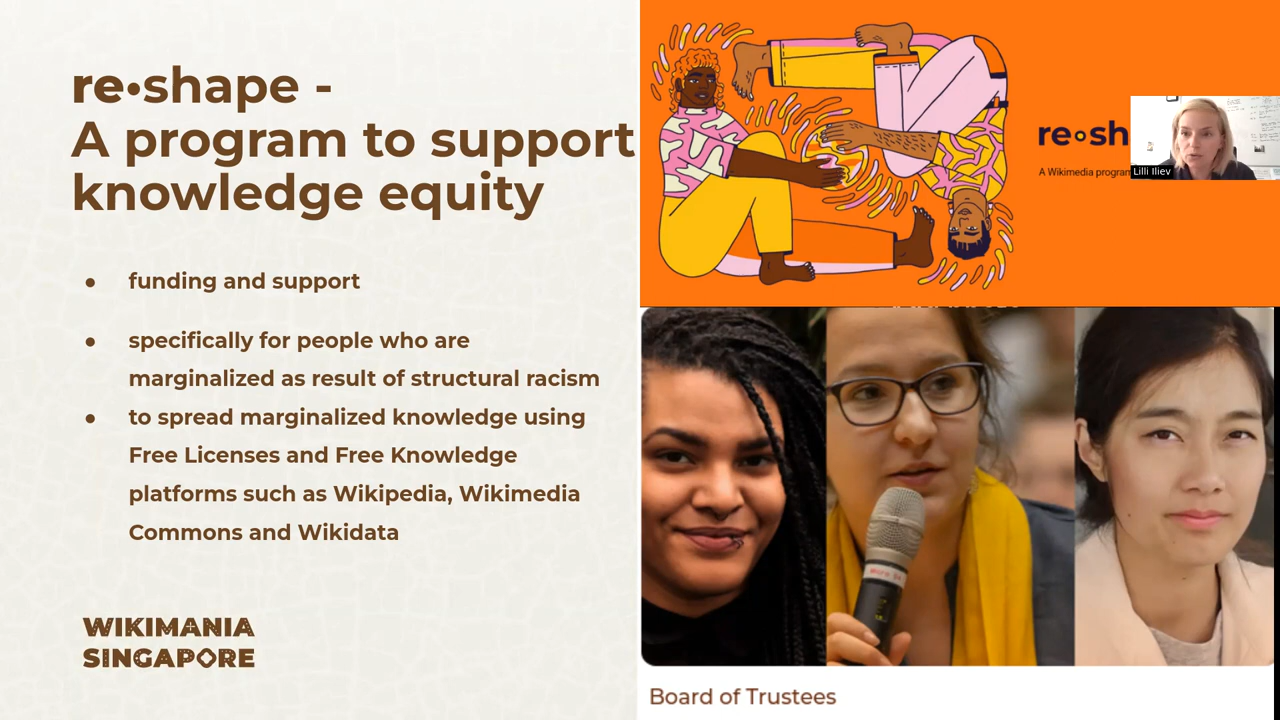 re•shape -
A program to support
knowledge equity
● funding and support
● specifically for people who are
marginalized as result of structural racism
● to spread marginalized knowledge using
Free Licenses and Free Knowledge
platforms such as Wikipedia, Wikimedia
Commons and Wikidata
WIKIMANIA
SINGAPORE
re∘sh
A Wikimedia program
Lilli Iliev
Board of Trustees